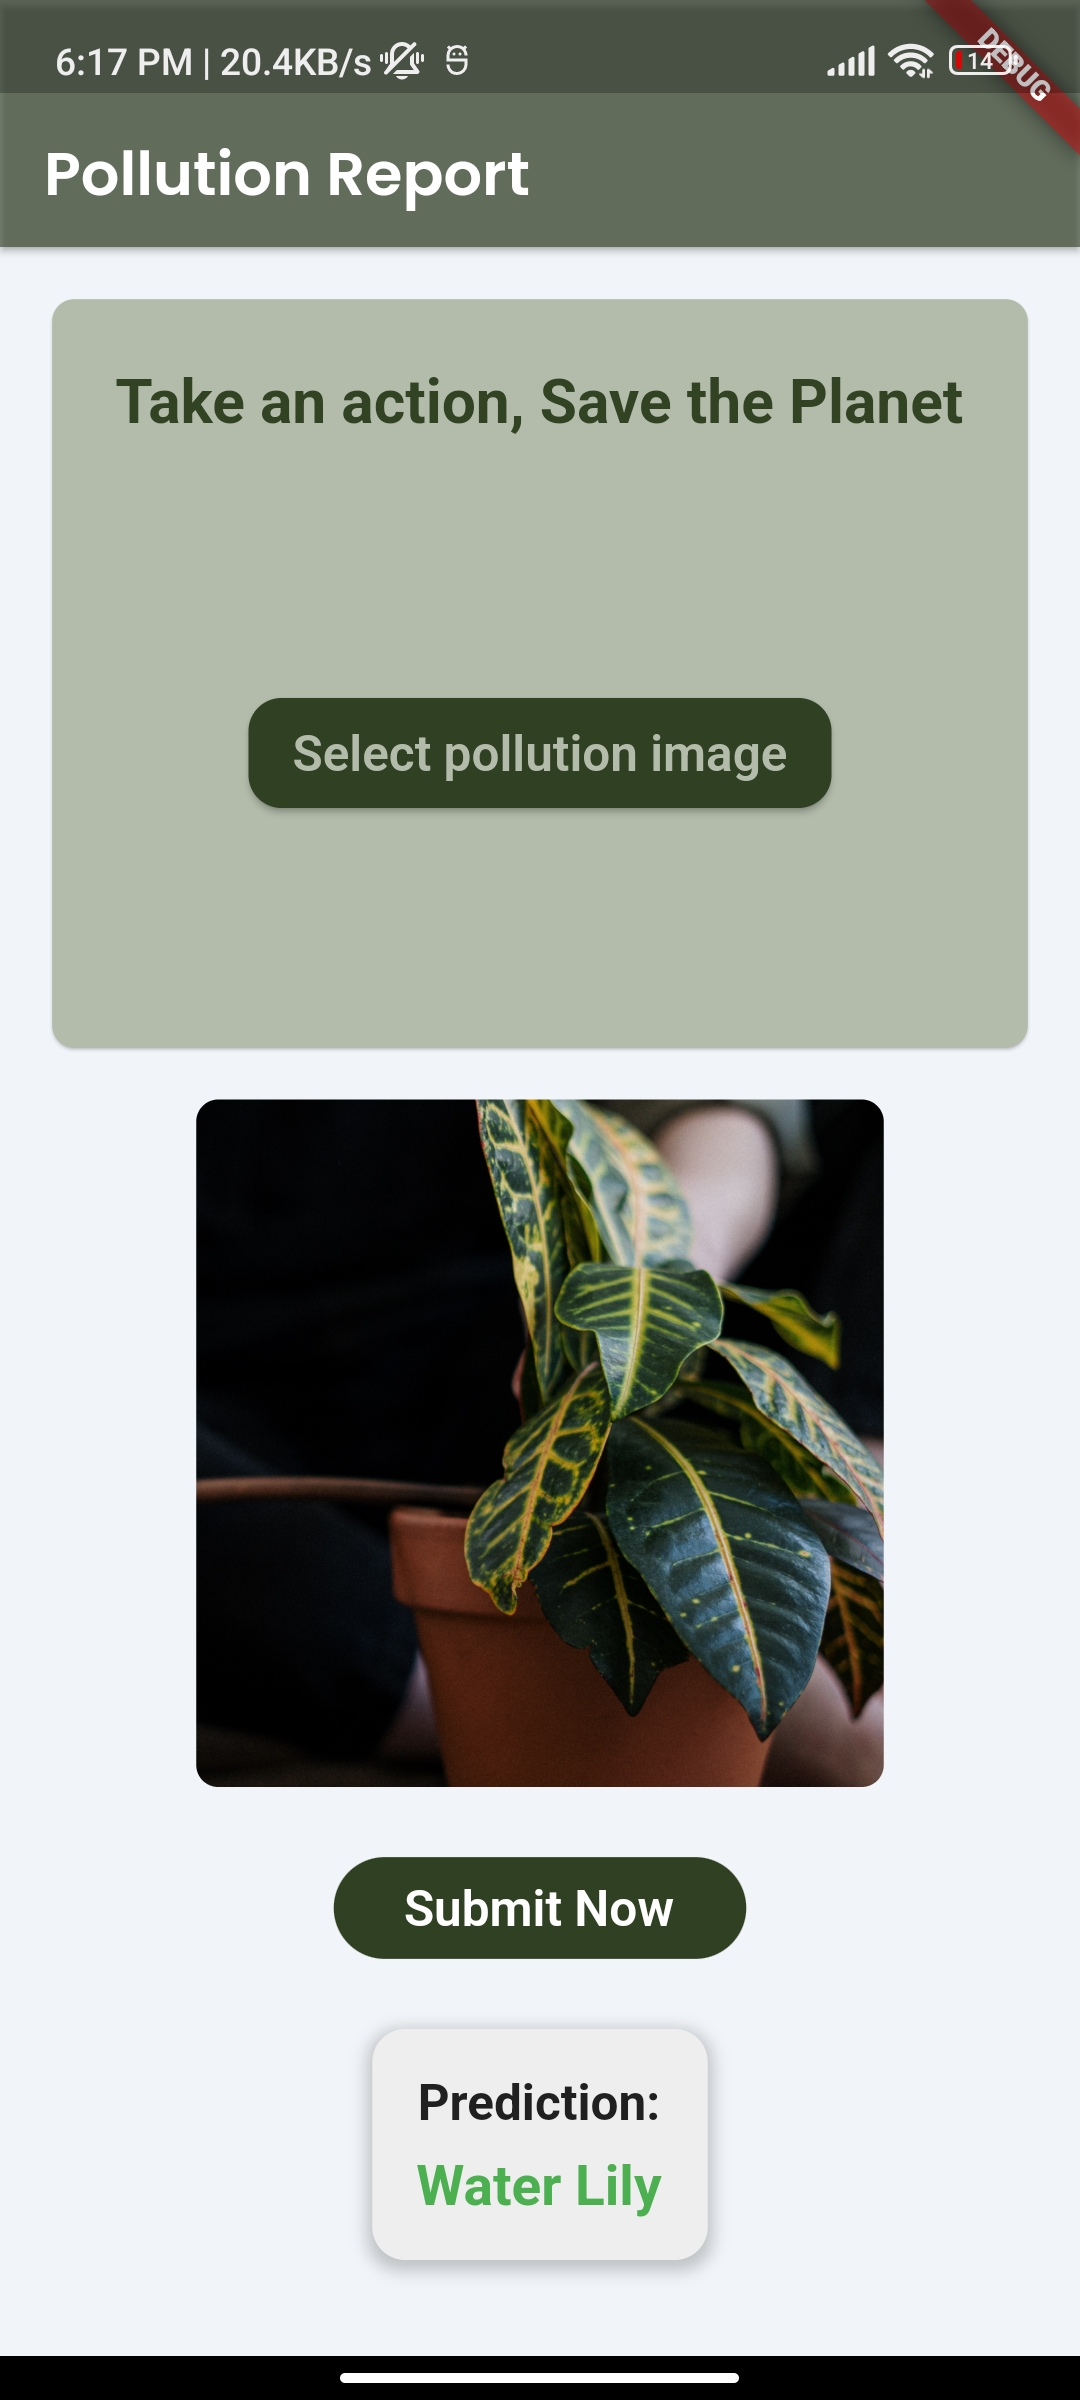 6:17 PM | 20.4KB/s
14
DEBUG
Pollution Report
Take an action, Save the Planet
Select pollution image
Submit Now
Prediction:
Water Lily